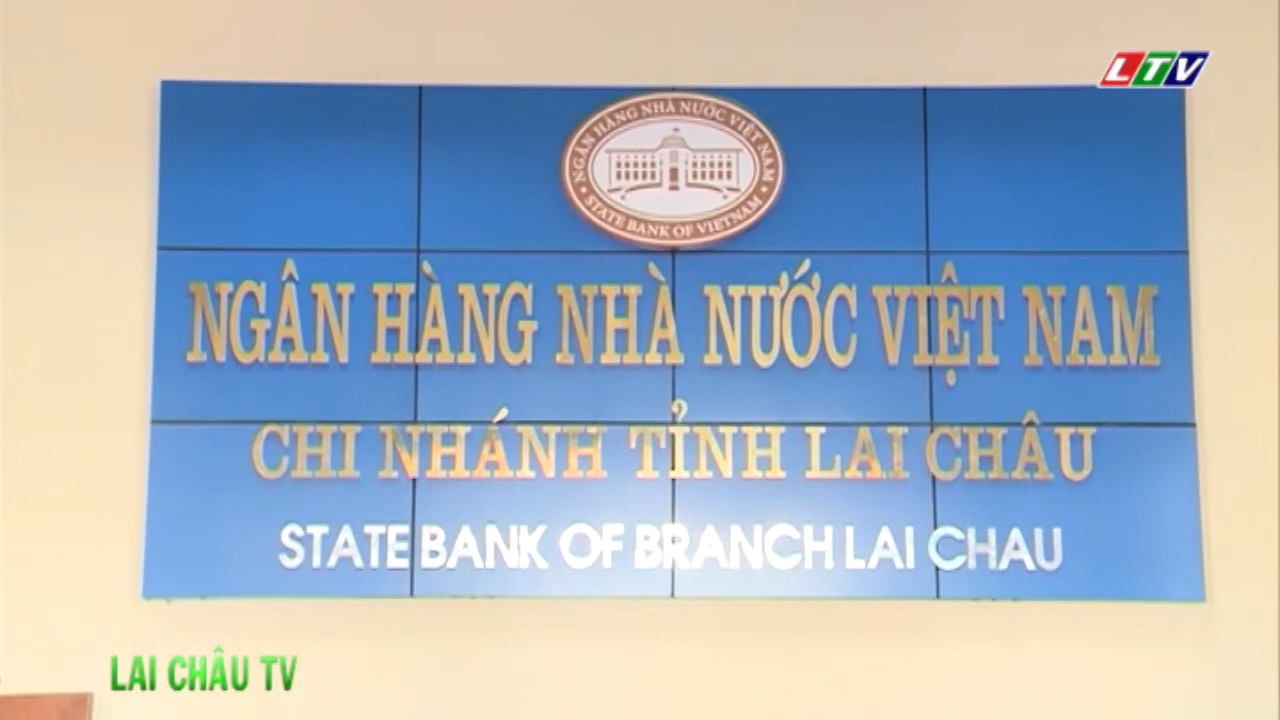 LTV
NGÂN HÀNG NHÀ NƯỚC VIỆT NAM
STATE BANK OF VIETNAM
NGÂN HÀNG NHÀ NƯỚC VIỆT NAM
CHI NHÁNH TỈNH LAI CHÂU
STATE BANK OF BRANCH LAI CHAU
LAI CHÂU TV